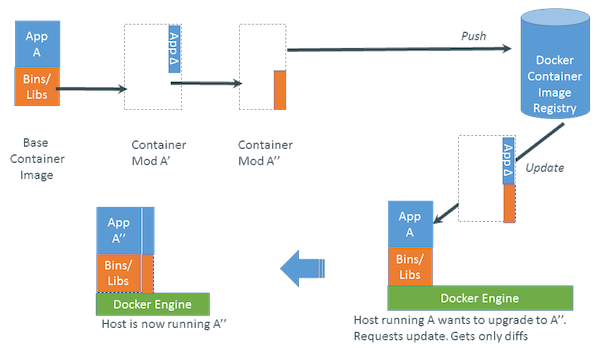 App
A
Bins/
Libs
Base
Container
Image
App Δ
Container
Mod A'
Container
Mod A''
Push
Docker
Container
Image
Registry
App Δ
Update
App
A
Bins/
Libs
Docker Engine
Host running A wants to upgrade to A''.
Requests update. Gets only diffs
App
A''
Bins/
Libs
Docker Engine
Host is now running A''